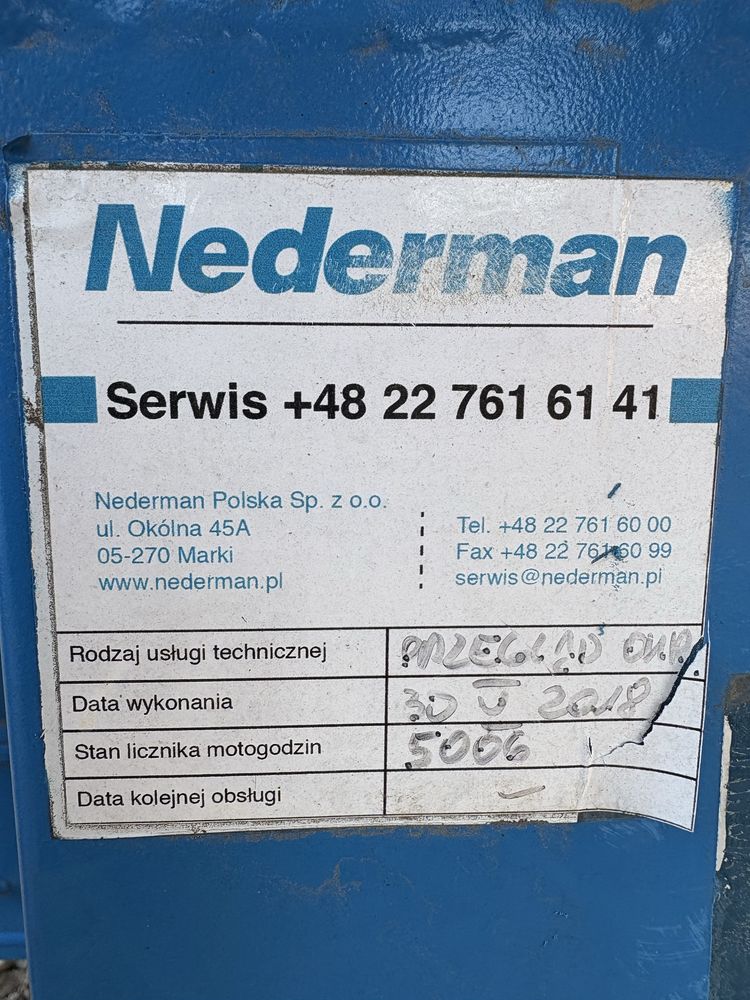 Nederman
Serwis +48 22 761 61 41
Nederman Polska Sp. z o.o.
ul. Okólna 45A
05-270 Marki
www.nederman.pl
Tel. +48 22 761 60 00
Fax +48 22 761 60 99
serwis@nederman.pl
Rodzaj usługi technicznej PRZEGLĄD
Data wykonania 30 V 2018
Stan licznika motogodzin 5006
Data kolejnej obsługi —